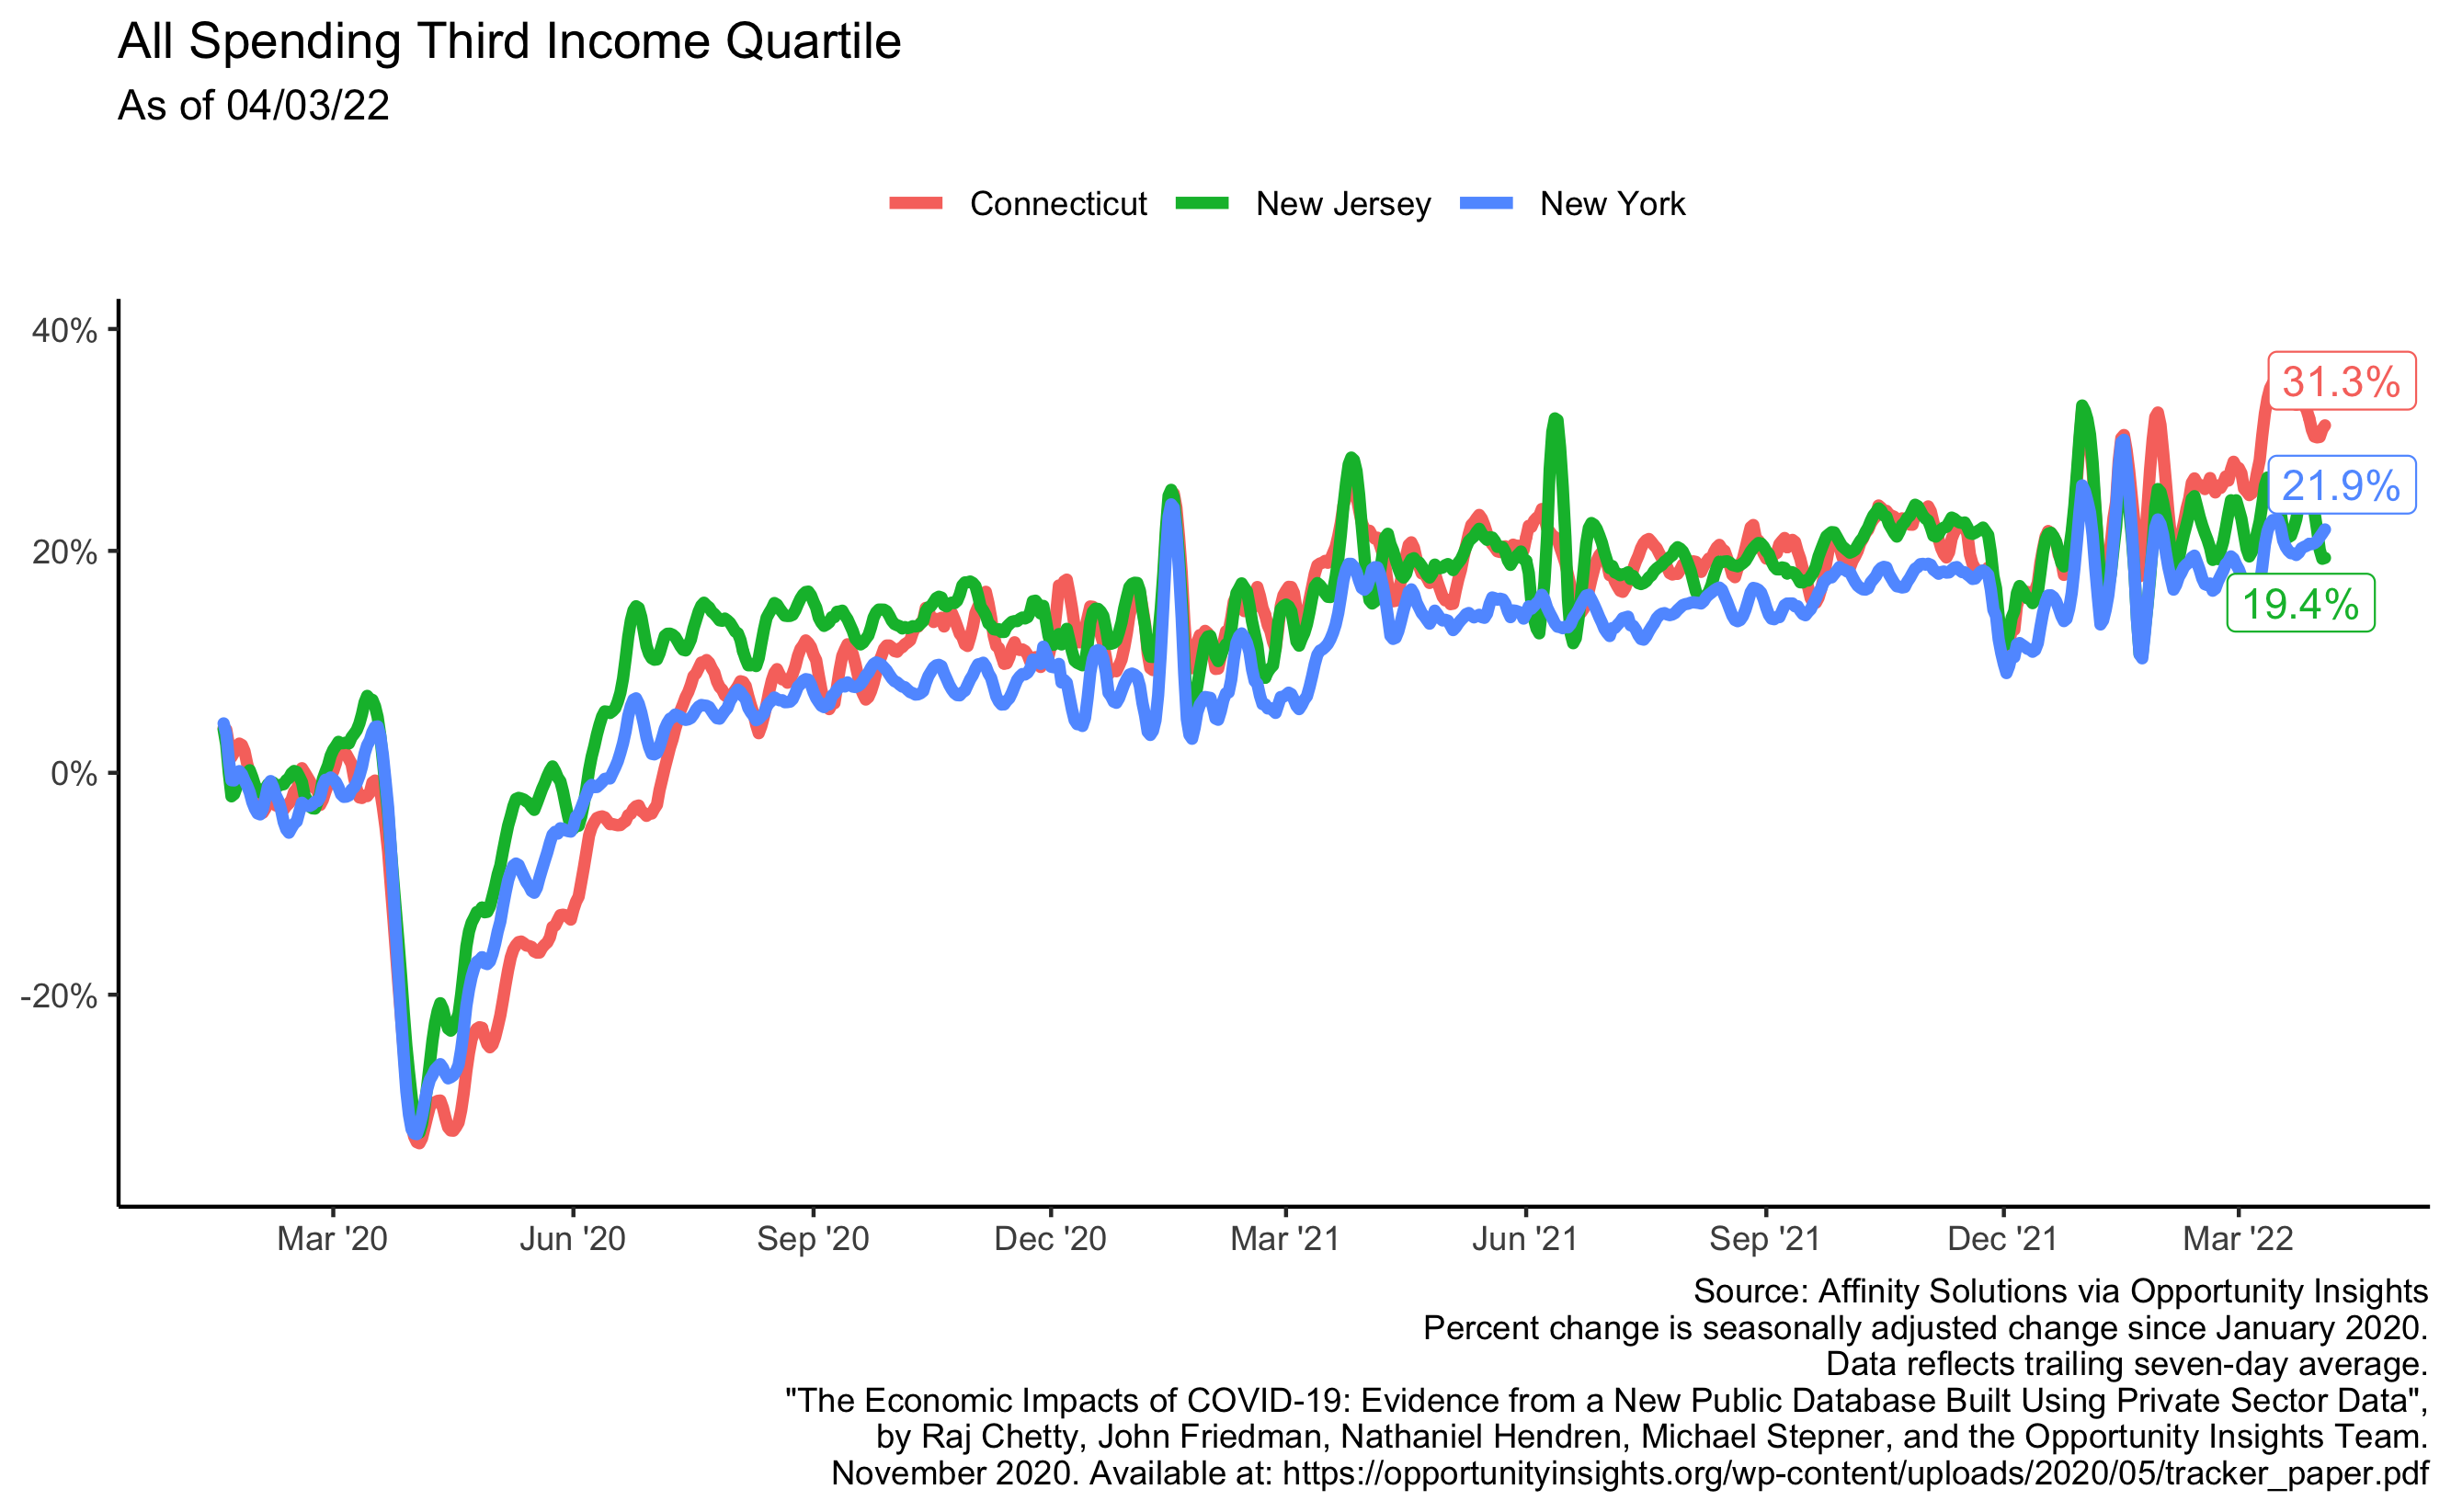 All Spending Third Income Quartile
As of 04/03/22
Connecticut New Jersey New York
40%
20%
0%
-20%
31.3%
21.9%
19.4%
Mar '20 Jun '20 Sep '20 Dec '20 Mar '21 Jun '21 Sep '21 Dec '21 Mar '22
Source: Affinity Solutions via Opportunity Insights
Percent change is seasonally adjusted change since January 2020.
Data reflects trailing seven-day average.
"The Economic Impacts of COVID-19: Evidence from a New Public Database Built Using Private Sector Data",
by Raj Chetty, John Friedman, Nathaniel Hendren, Michael Stepner, and the Opportunity Insights Team.
November 2020. Available at: https://opportunityinsights.org/wp-content/uploads/2020/05/tracker_paper.pdf